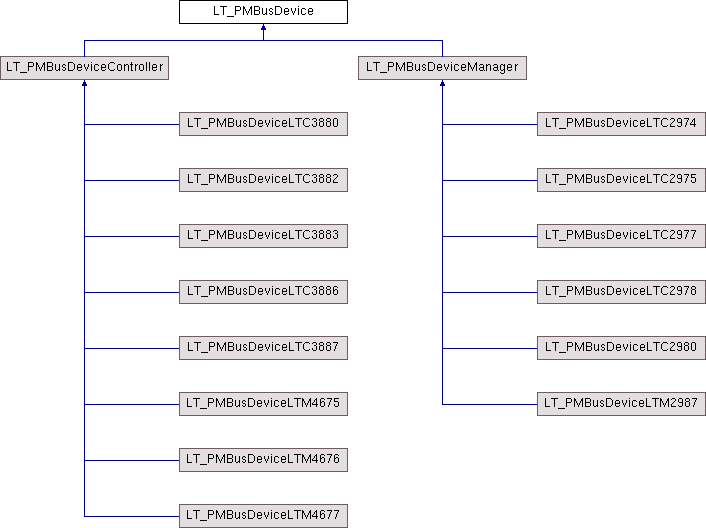 LT_PMBusDevice
LT_PMBusDeviceController
LT_PMBusDeviceManager
LT_PMBusDeviceLTC3880
LT_PMBusDeviceLTC2974
LT_PMBusDeviceLTC3882
LT_PMBusDeviceLTC2975
LT_PMBusDeviceLTC3883
LT_PMBusDeviceLTC2977
LT_PMBusDeviceLTC3886
LT_PMBusDeviceLTC2978
LT_PMBusDeviceLTC3887
LT_PMBusDeviceLTC2980
LT_PMBusDeviceLTM4675
LT_PMBusDeviceLTM2987
LT_PMBusDeviceLTM4676
LT_PMBusDeviceLTM4677